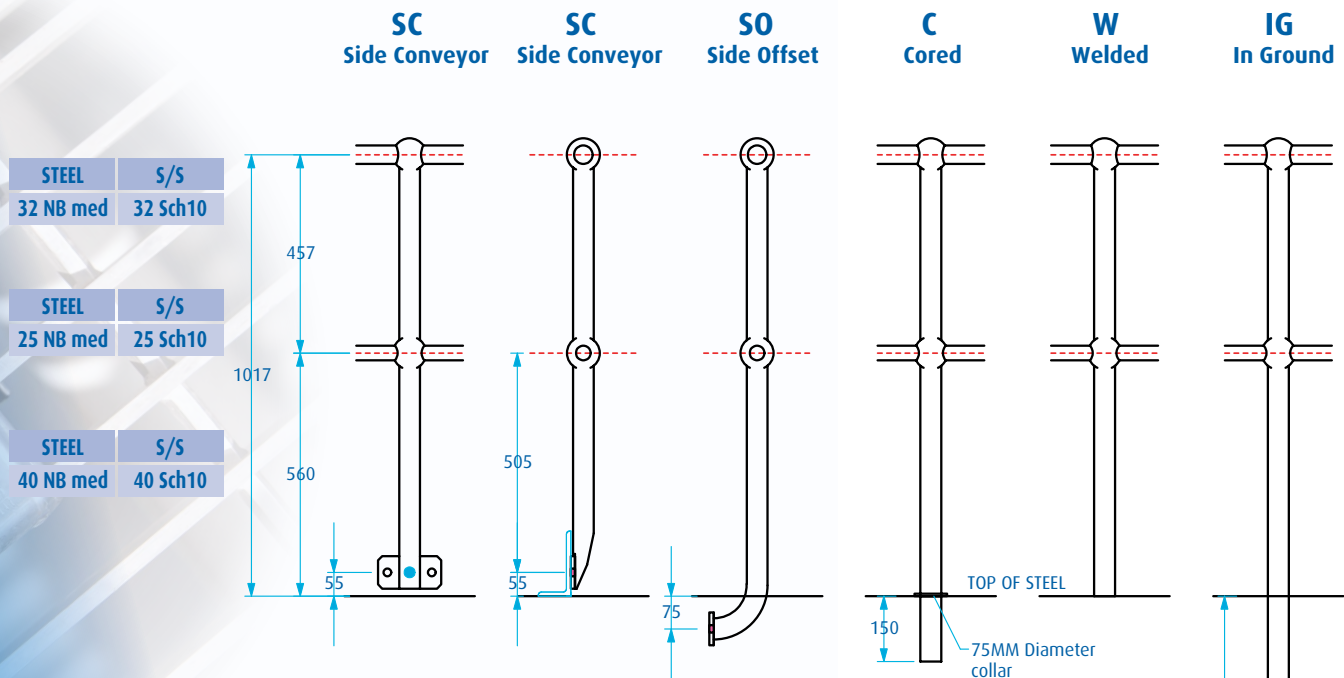 SC
Side Conveyor
SC
Side Conveyor
SO
Side Offset
C
Cored
W
Welded
IG
In Ground
STEEL S/S
32 NB med 32 Sch10
457
STEEL S/S
25 NB med 25 Sch10
1017
STEEL S/S
40 NB med 40 Sch10
560
505
55
55
75
TOP OF STEEL
150
75MM Diameter
collar